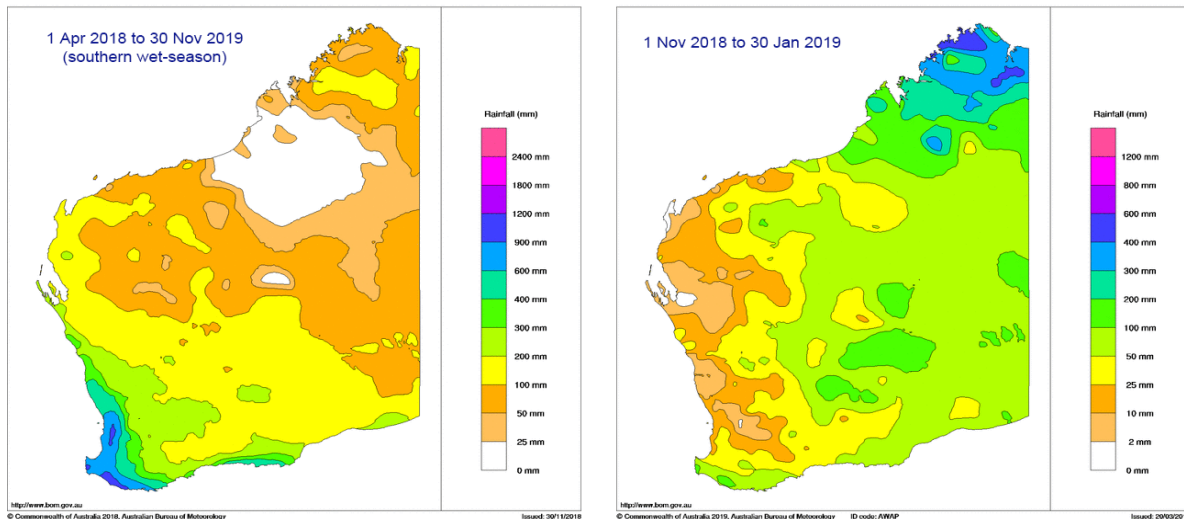 1 Apr 2018 to 30 Nov 2019
(southern wet-season)
Rainfall (mm)
2400 mm
1800 mm
1200 mm
900 mm
600 mm
400 mm
300 mm
200 mm
100 mm
50 mm
25 mm
0 mm
http://www.bom.gov.au
© Commonwealth of Australia 2018, Australian Bureau of Meteorology
Issued: 30/11/2018
1 Nov 2018 to 30 Jan 2019
Rainfall (mm)
1200 mm
800 mm
600 mm
400 mm
300 mm
200 mm
100 mm
50 mm
25 mm
10 mm
2 mm
0 mm
http://www.bom.gov.au
© Commonwealth of Australia 2019, Australian Bureau of Meteorology ID code: AWAP
Issued: 20/03/201